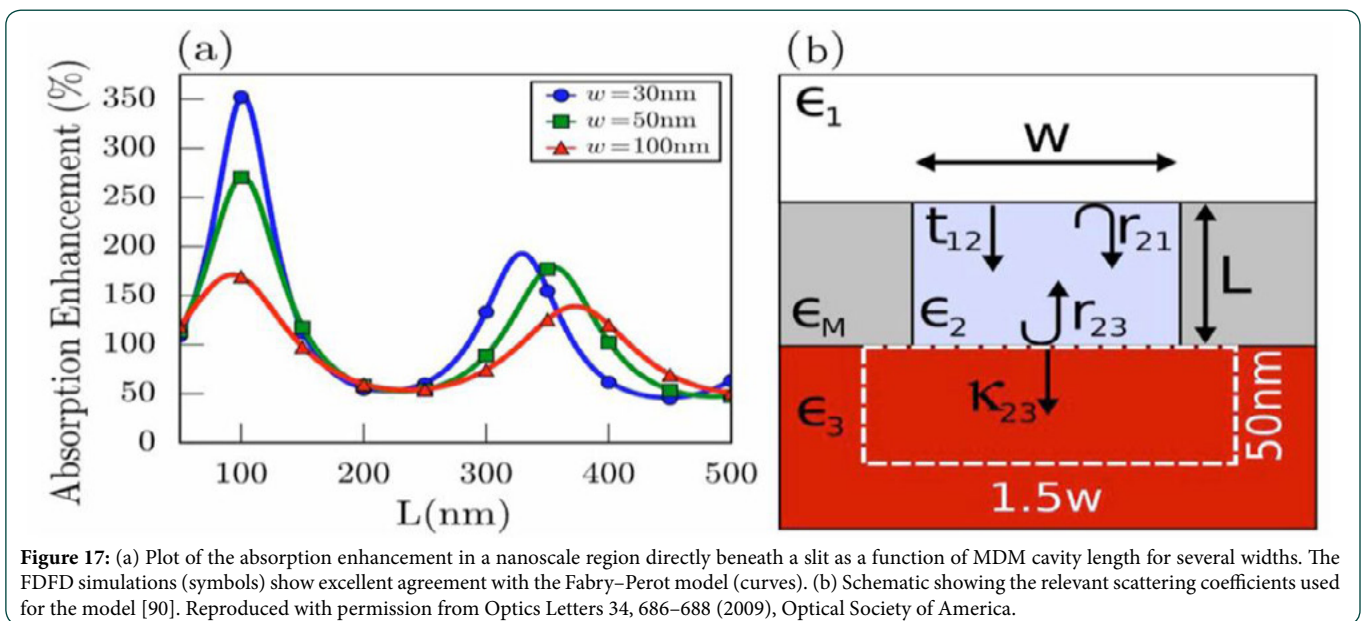 (a)
Absorption Enhancement (%)
350
300
250
200
150
100
50
0
w = 30nm
w = 50nm
w = 100nm
100 200 300 400 500
L(nm)
(b)
ϵ1
w
t12
r21
L
ϵM
ϵ2
r23
ϵ3
κ23
50nm
1.5w
Figure 17: (a) Plot of the absorption enhancement in a nanoscale region directly beneath a slit as a function of MDM cavity length for several widths. The
FDFD simulations (symbols) show excellent agreement with the Fabry–Perot model (curves). (b) Schematic showing the relevant scattering coefficients used
for the model [90]. Reproduced with permission from Optics Letters 34, 686–688 (2009), Optical Society of America.